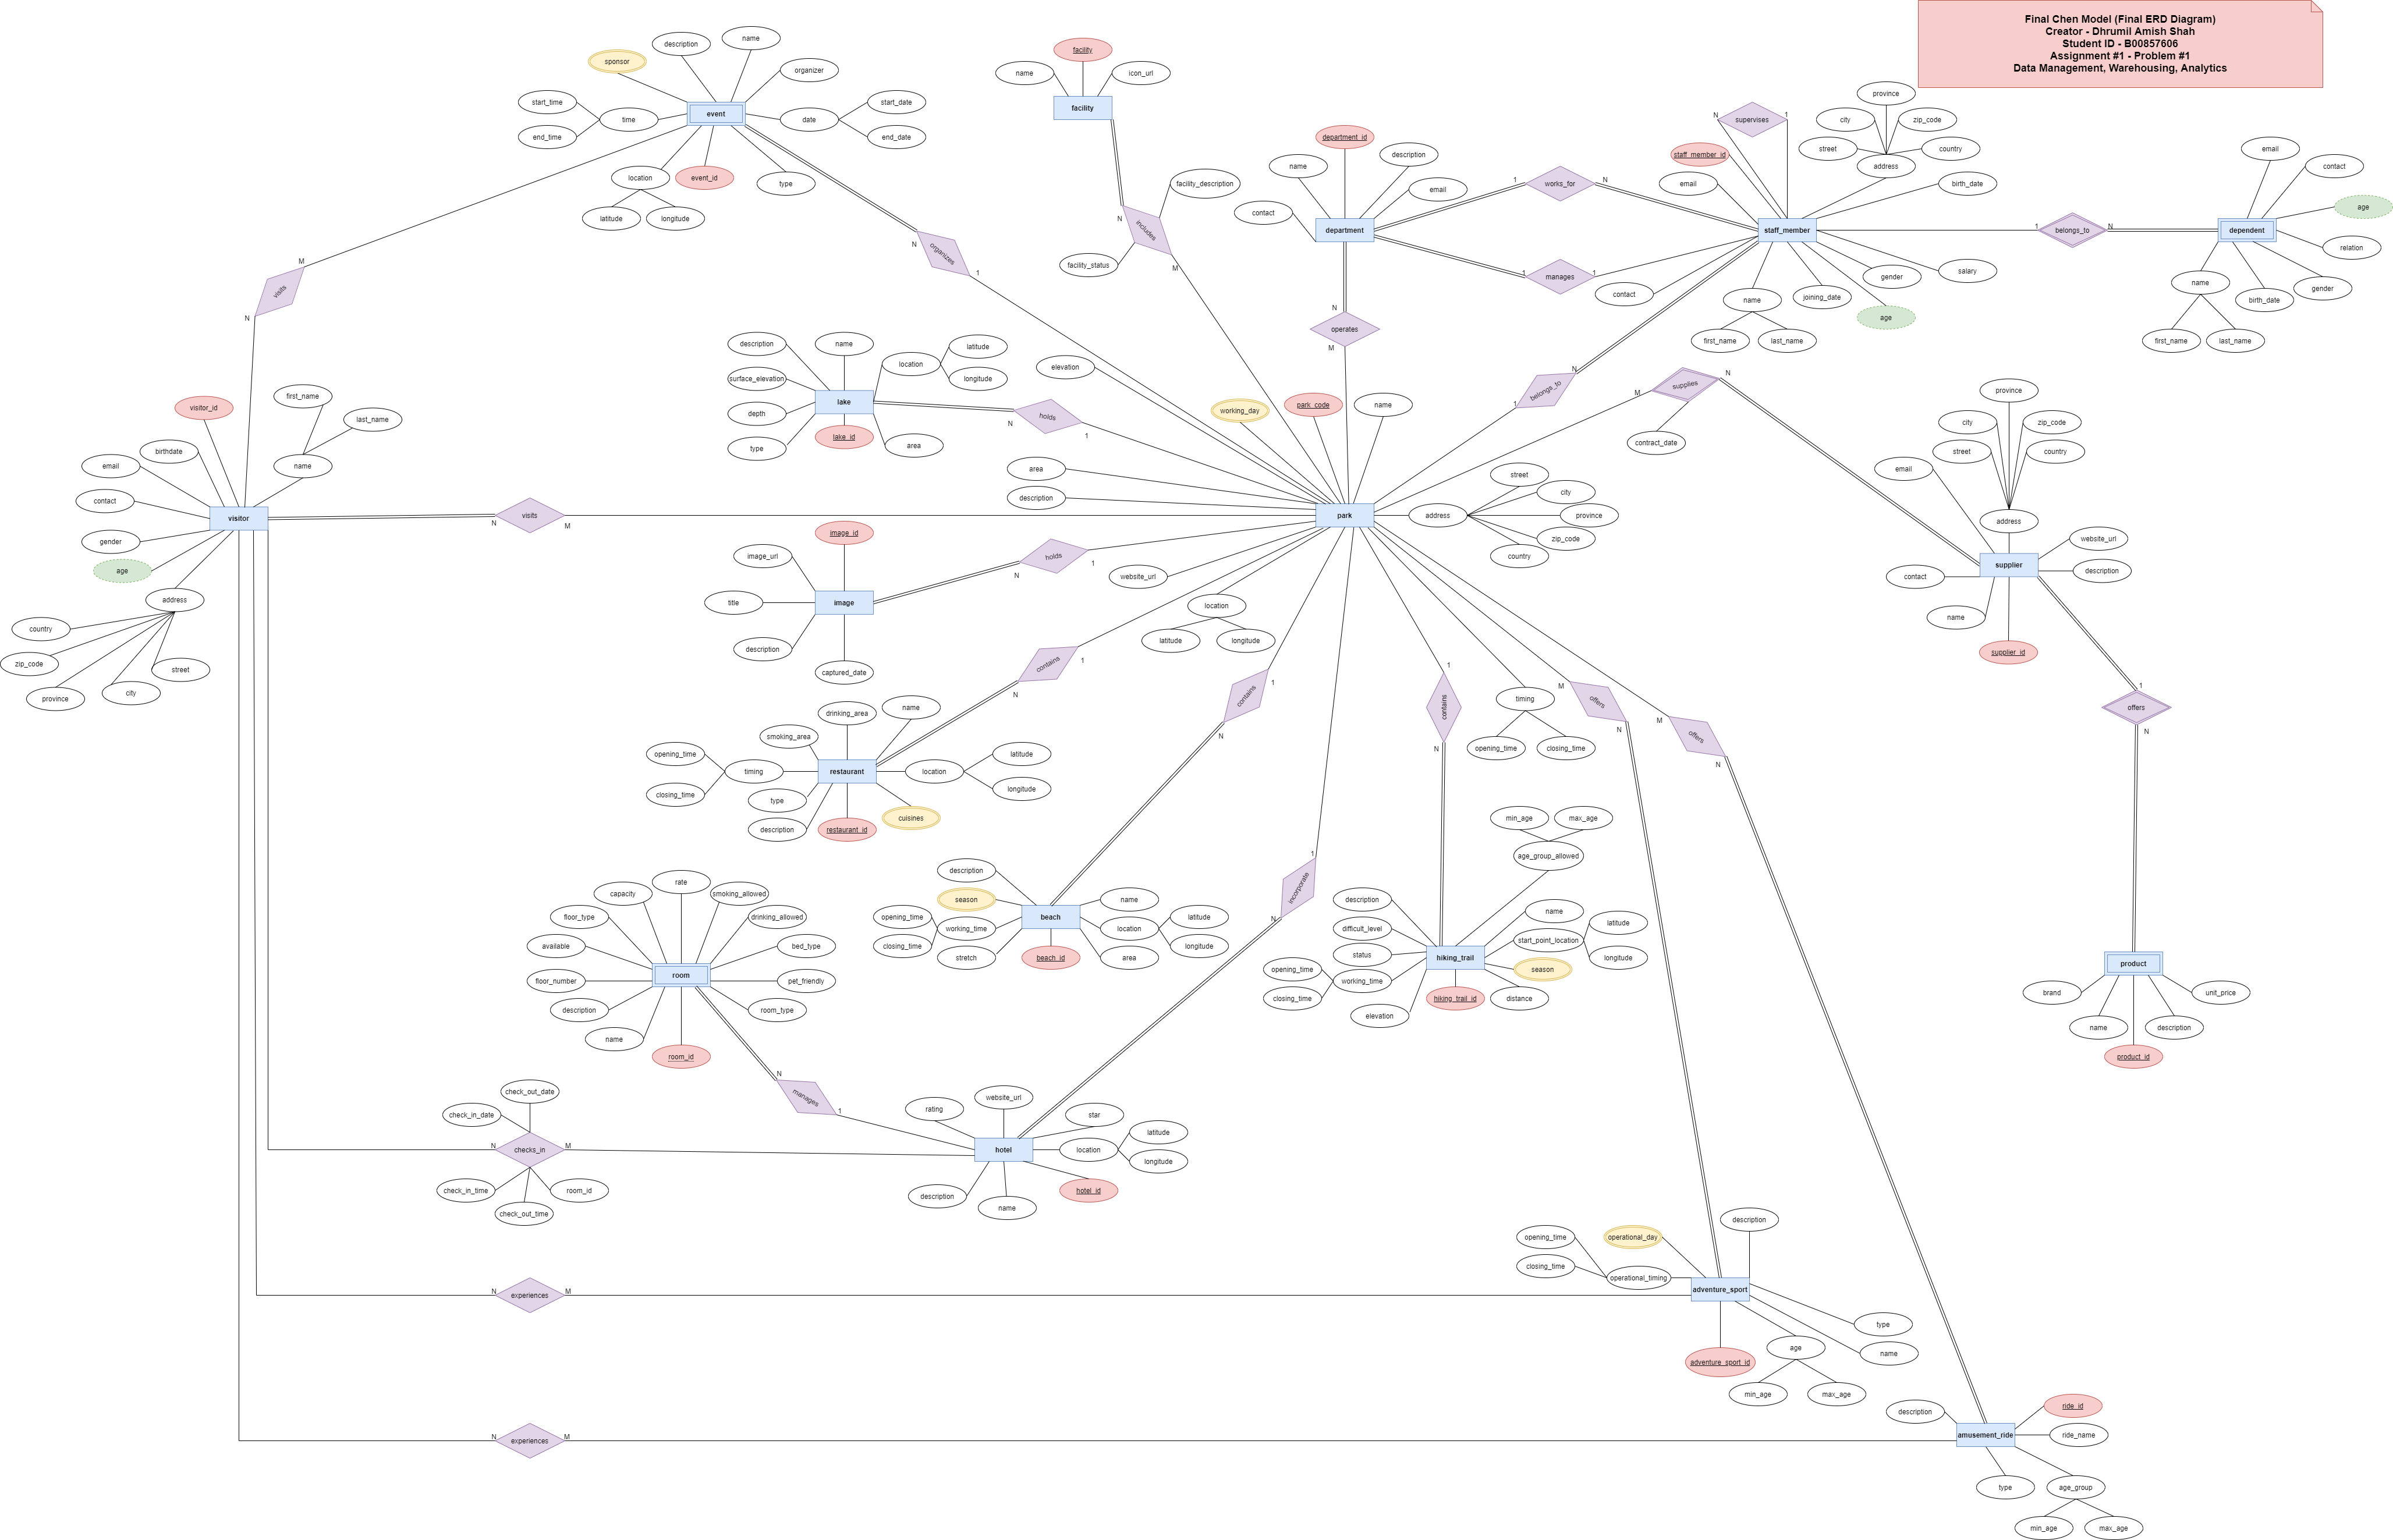 Final Chen Model (Final ERD Diagram)
Creator - Dhrumil Amish Shah
Student ID - B00857606
Assignment #1 - Problem #1
Data Management, Warehousing, Analytics
sponsor
description
name
organizer
start_time
end_time
time
event
date
start_date
end_date
location
latitude
longitude
event_id
type
facility
name
icon_url
facility
N
includes
M
facility_description
facility_status
N
organizes
1
M
visits
N
department_id
name
description
email
contact
department
1
works_for
N
1
manages
1
N
operates
M
N
supervises
1
staff_member_id
email
province
city
zip_code
street
country
address
birth_date
staff_member
salary
gender
age
joining_date
name
first_name
last_name
contact
1
belongs_to
N
email
contact
age
dependent
relation
gender
birth_date
name
first_name
last_name
N
belongs_to
1
M
supplies
N
contract_date
description
name
location
latitude
longitude
surface_elevation
lake
depth
type
lake_id
area
N
holds
1
elevation
working_day
park_code
name
area
description
park
address
street
city
province
zip_code
country
website_url
location
latitude
longitude
timing
opening_time
closing_time
visitor_id
first_name
last_name
name
birthdate
email
contact
visitor
gender
age
address
country
zip_code
province
city
street
N
visits
M
image_id
image_url
title
image
description
captured_date
N
holds
1
province
city
zip_code
street
country
email
address
website_url
supplier
contact
description
name
supplier_id
1
offers
N
product
brand
unit_price
name
description
product_id
1
contains
N
drinking_area
name
smoking_area
opening_time
closing_time
timing
restaurant
location
latitude
longitude
type
description
restaurant_id
cuisines
1
contains
N
description
season
opening_time
closing_time
working_time
stretch
beach
beach_id
name
location
latitude
longitude
area
1
contains
N
min_age
max_age
age_group_allowed
description
difficult_level
status
opening_time
closing_time
working_time
elevation
hiking_trail
hiking_trail_id
name
start_point_location
latitude
longitude
season
distance
1
incorporate
N
M
offers
N
M
offers
N
rate
capacity
smoking_allowed
floor_type
drinking_allowed
available
bed_type
room
floor_number
pet_friendly
description
room_type
name
room_id
N
manages
1
rating
website_url
star
hotel
location
latitude
longitude
description
name
hotel_id
check_out_date
check_in_date
N
checks_in
M
check_in_time
check_out_time
room_id
N
experiences
M
opening_time
closing_time
operational_day
operational_timing
description
adventure_sport
type
name
age
min_age
max_age
adventure_sport_id
N
experiences
M
description
ride_id
amusement_ride
ride_name
type
age_group
min_age
max_age